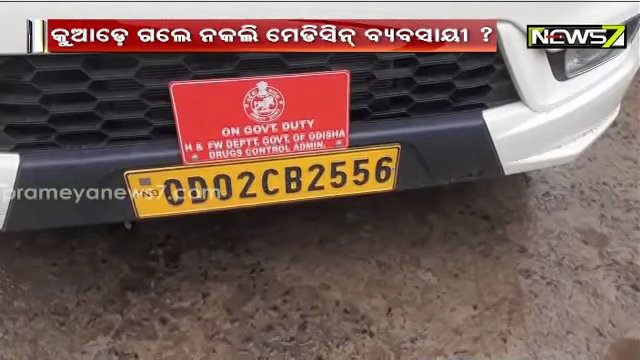 କୁଆଡ଼େ ଗଲେ ନକଲି ମେଡିସିନ୍ ବ୍ୟବସାୟୀ ?
NEWS7
ON GOVT. DUTY
H & FW DEPTT. GOVT. OF ODISHA
DRUGS CONTROL ADMIN.
prameyanews7.com
OD02CB2556